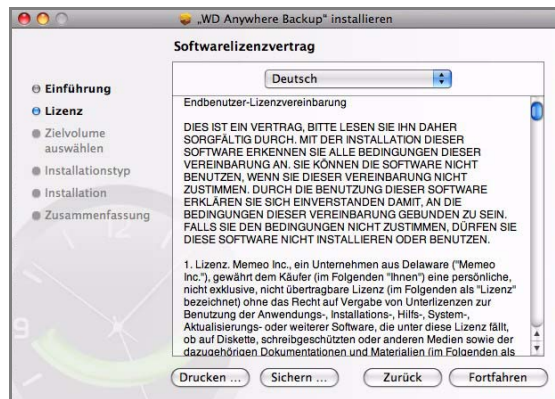 „WD Anywhere Backup“ installieren
Softwarelizenzvertrag
Einführung
Lizenz
Zielvolume
auswählen
Installationstyp
Installation
Zusammenfassung
Deutsch
Endbenutzer-Lizenzvereinbarung
DIES IST EIN VERTRAG, BITTE LESEN SIE IHN DAHER
SORGFÄLTIG DURCH. MIT DER INSTALLATION DIESER
SOFTWARE ERKENNEN SIE ALLE BEDINGUNGEN DIESER
VEREINBARUNG AN. SIE KÖNNEN DIE SOFTWARE NICHT
BENUTZEN, WENN SIE DIESER VEREINBARUNG NICHT
ZUSTIMMEN. DURCH DIE BENUTZUNG DIESER SOFTWARE
ERKLÄREN SIE SICH EINVERSTANDEN DAMIT, AN DIE
BEDINGUNGEN DIESER VEREINBARUNG GEBUNDEN ZU SEIN.
FALLS SIE DEN BEDINGUNGEN NICHT ZUSTIMMEN, DÜRFEN SIE
DIESE SOFTWARE NICHT INSTALLIEREN ODER BENUTZEN.
1. Lizenz. Memeo Inc., ein Unternehmen aus Delaware ("Memeo
Inc."), gewährt dem Käufer (im Folgenden "Ihnen") eine persönliche,
nicht exklusive, nicht übertragbare Lizenz (im Folgenden als "Lizenz"
bezeichnet) ohne das Recht auf Vergabe von Unterlizenzen zur
Benutzung der Anwendungs-, Installations-, Hilfs-, System-,
Aktualisierungs- oder weiterer Software, die unter diese Lizenz fällt,
ob auf Diskette, schreibgeschützten oder anderen Medien sowie der
dazugehörigen Dokumentationen und Materialien (im Folgenden als
Drucken ...
Sichern ...
Zurück
Fortfahren
12
9